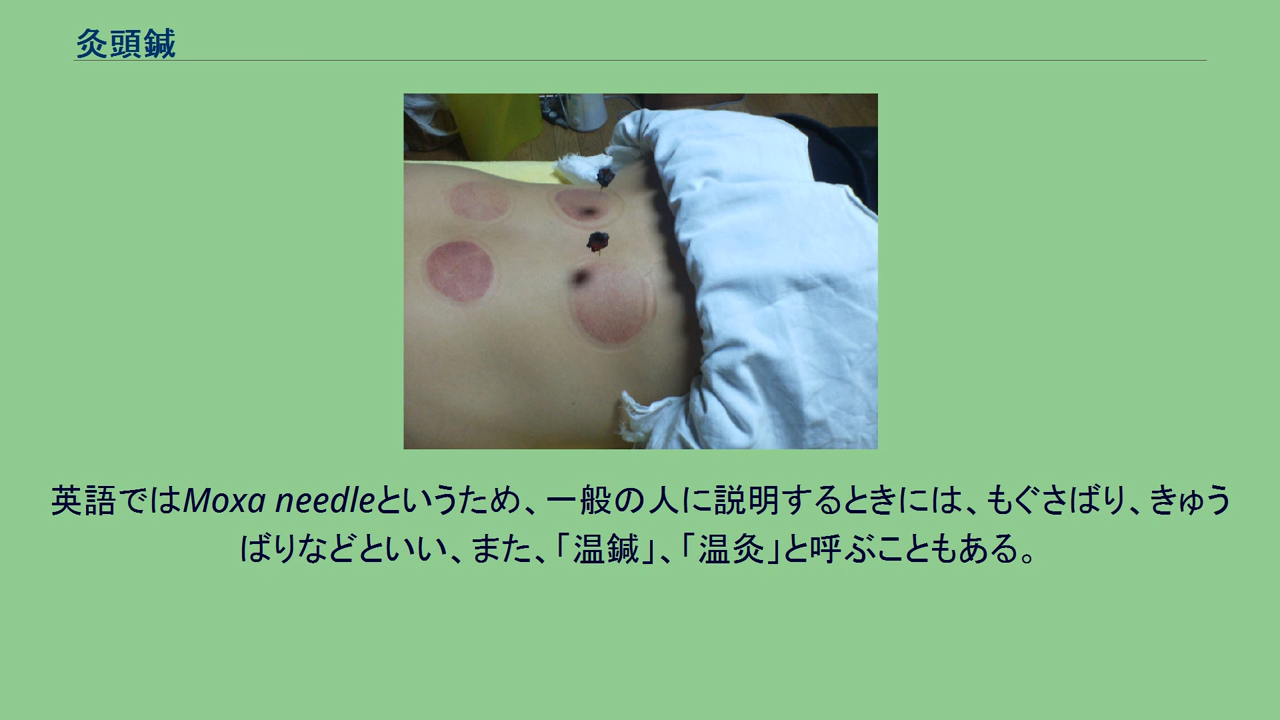 灸頭鍼
英語ではMoxa needleというため、一般の人に説明するときには、もぐさばり、きゅう
ばりなどといい、また、「温鍼」、「温灸」と呼ぶこともある。